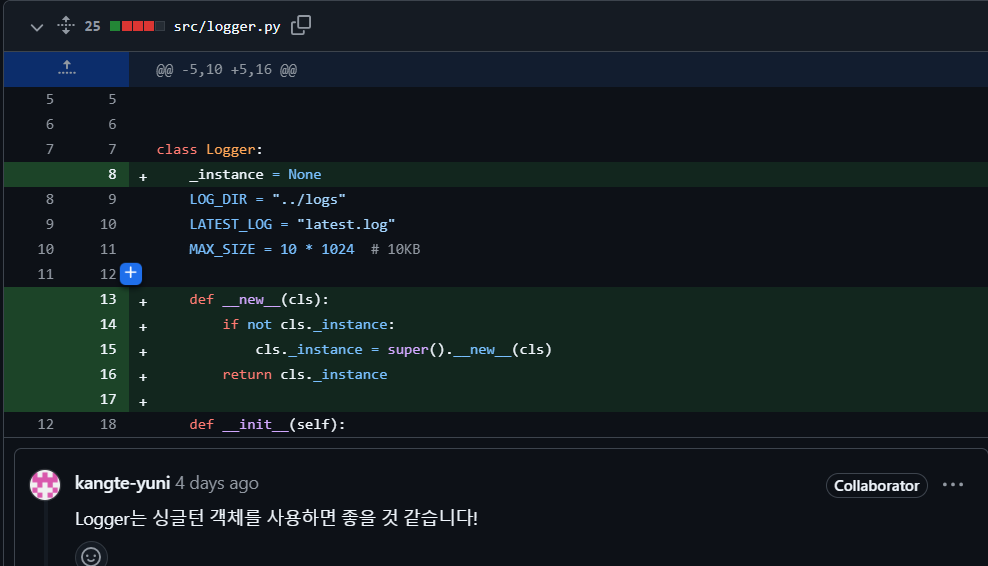 25 src/logger.py
@@ -5,10 +5,16 @@
5 5
6 6
7 7 class Logger:
8 + _instance = None
8 9 LOG_DIR = "../logs"
9 10 LATEST_LOG = "latest.log"
10 11 MAX_SIZE = 10 * 1024 # 10KB
11 12 +
13 + def __new__(cls):
14 + if not cls._instance:
15 + cls._instance = super().__new__(cls)
16 + return cls._instance
17 +
12 18 def __init__(self):
kangte-yuni 4 days ago Collaborator ...
Logger는 싱글턴 객체를 사용하면 좋을 것 같습니다!